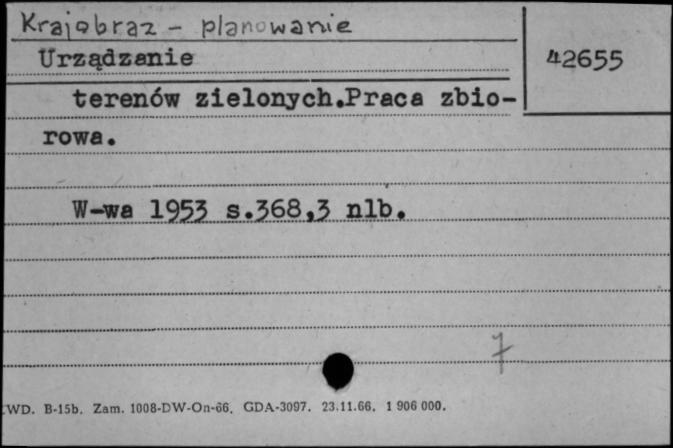 Krajobraz - planowanie
Urządzanie
42655
terenów zielonych.Praca zbio-
rowa.
W-wa 1953 s.368,3 nlb.
7
WD. B-15b. Zam. 1008-DW-On-66. GDA-3097. 23.11.66. 1 906 000.